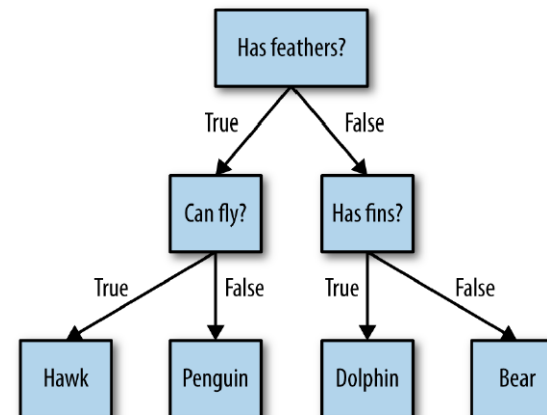 Has feathers?
True
False
Can fly?
Has fins?
True
False
True
False
Hawk
Penguin
Dolphin
Bear